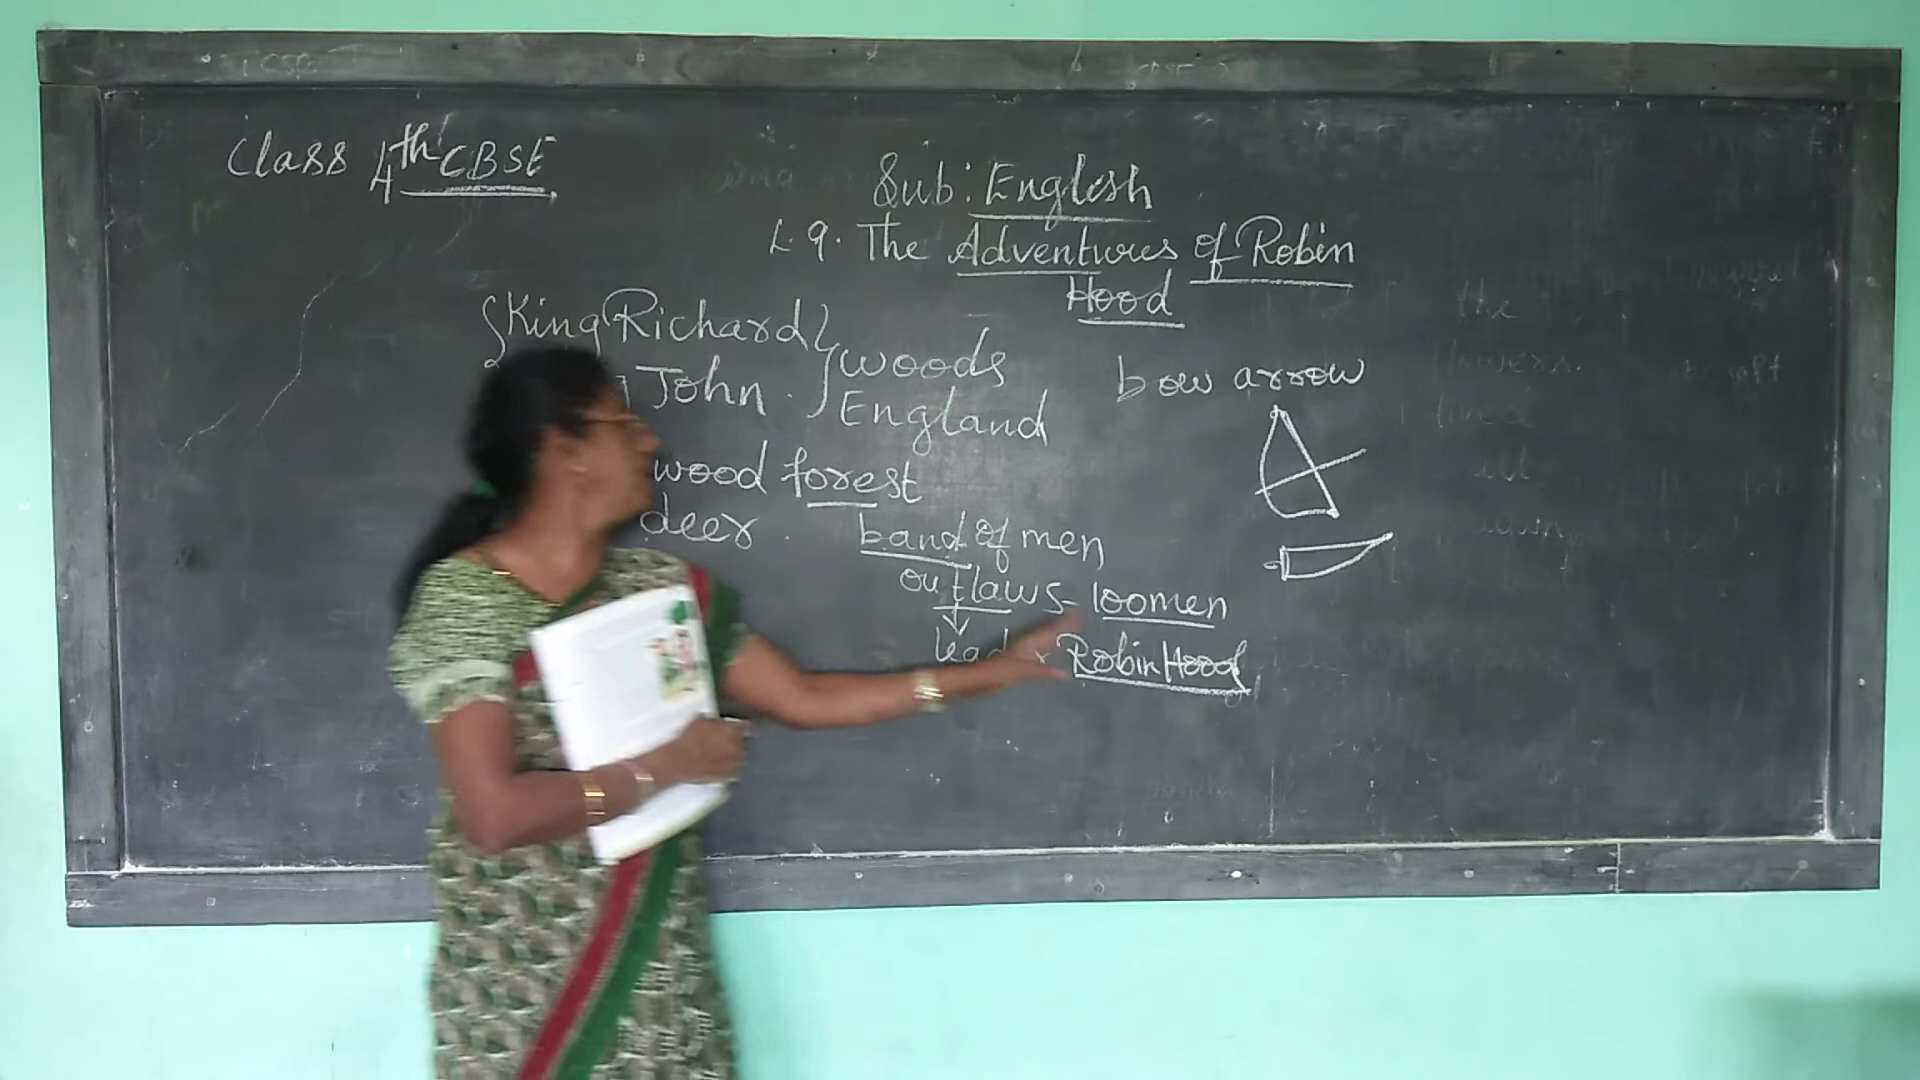 Class 4th CBSE
Sub: English
L. 9. The Adventures of Robin
Hood
{King Richard}
John. woods
England
bow arrow
wood forest
deer.
band of men
outlaws - 100men
Robin Hood